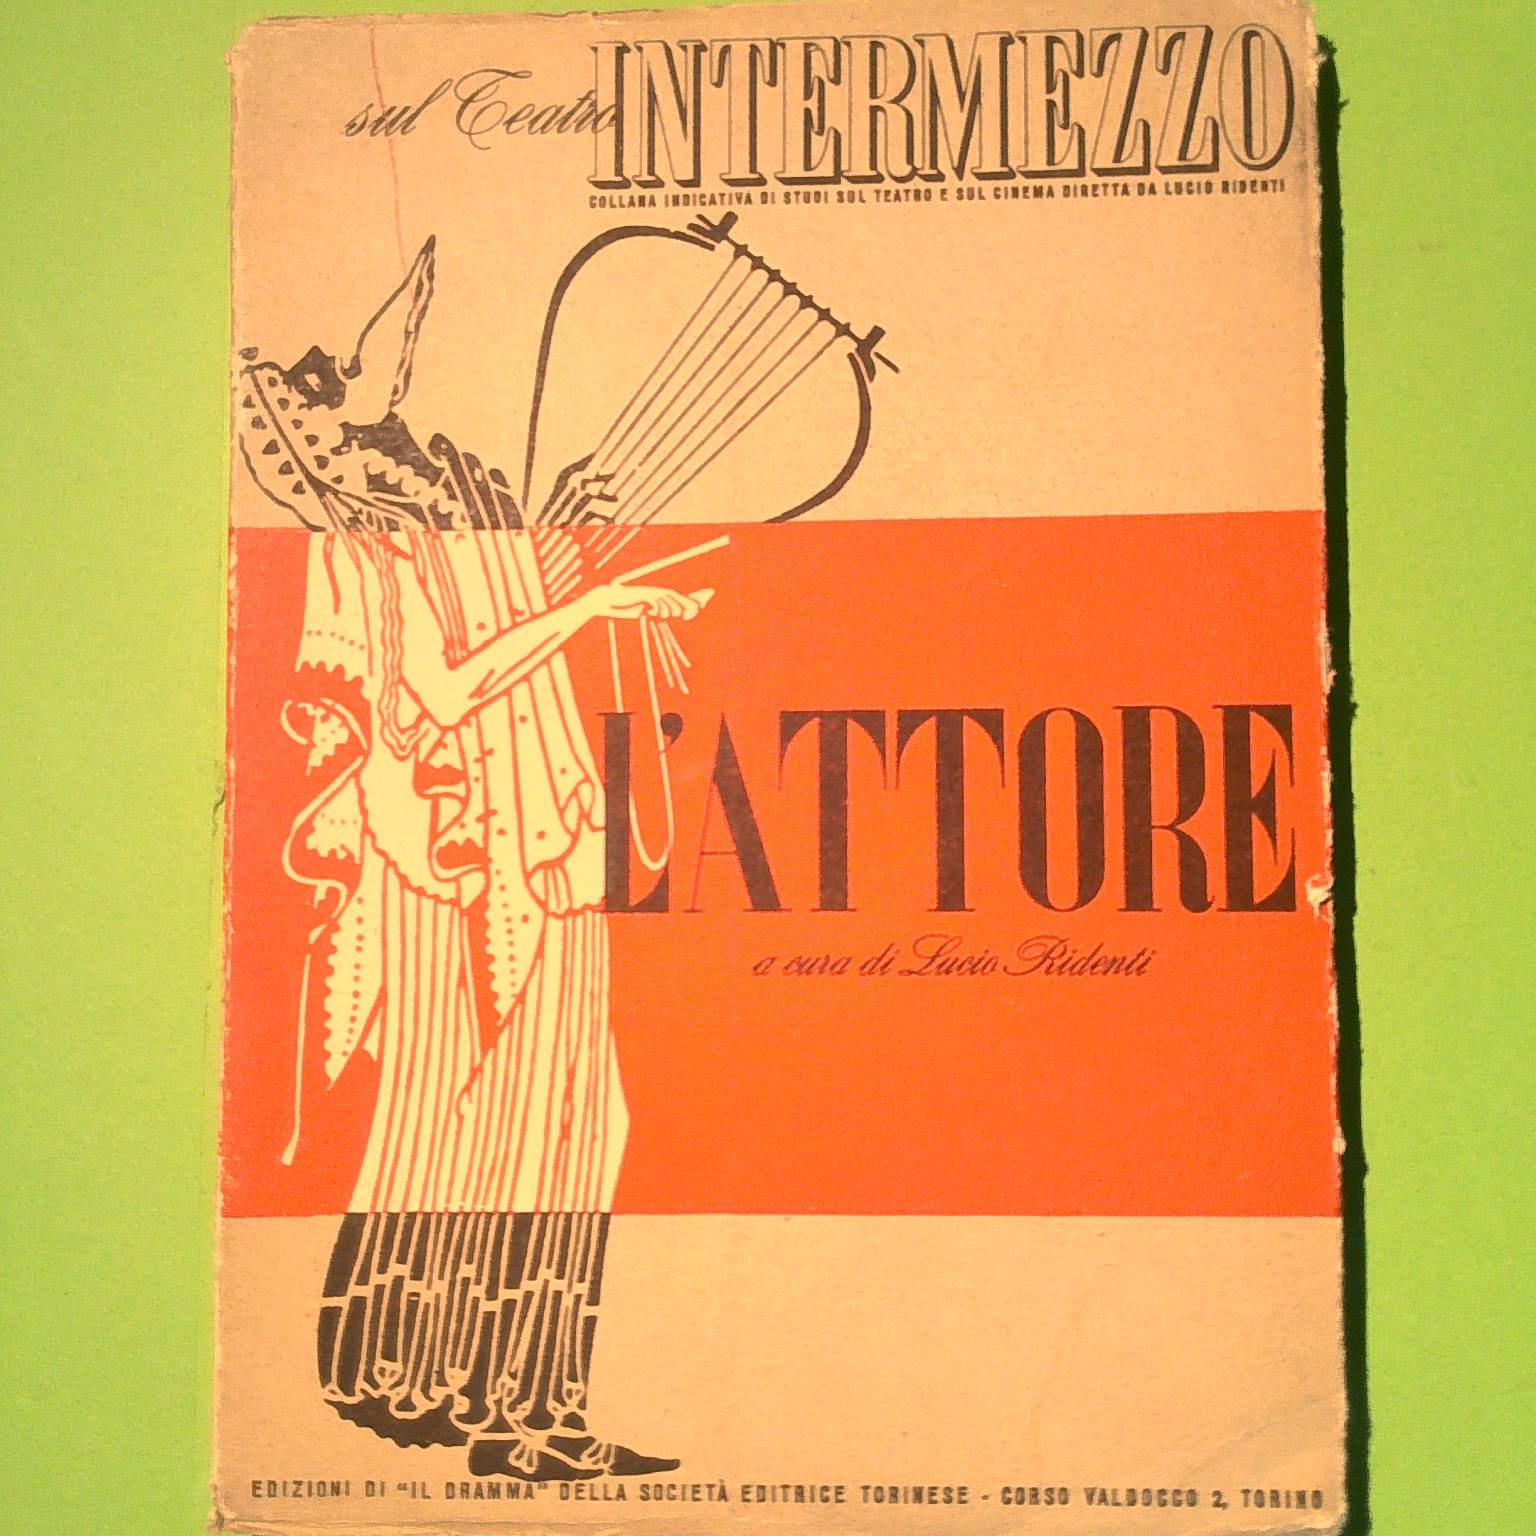 sul Teatro INTERMEZZO
COLLANA INDICATIVA DI STUDI SUL TEATRO E SUL CINEMA DIRETTA DA LUCIO RIDENTI
L'ATTORE
a cura di Lucio Ridenti
EDIZIONI DI "IL DRAMMA" DELLA SOCIETÀ EDITRICE TORINESE - CORSO VALDOCCO 2, TORINO